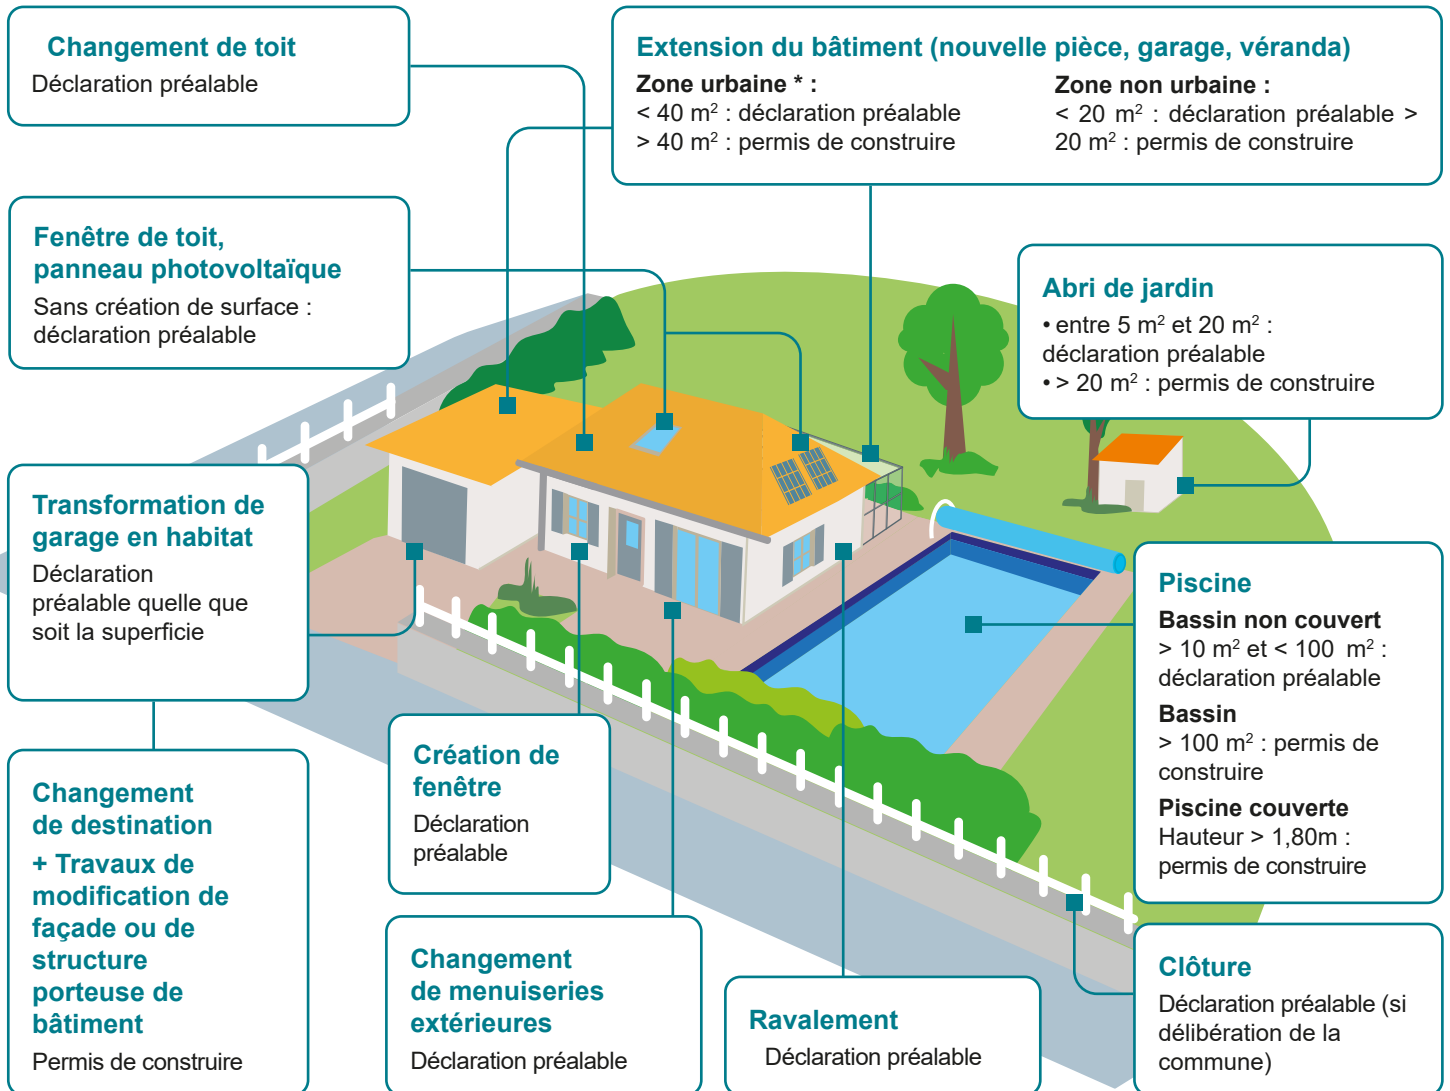 Changement de toit
Déclaration préalable
Extension du bâtiment (nouvelle pièce, garage, véranda)
Zone urbaine * :
< 40 m² : déclaration préalable
> 40 m² : permis de construire
Zone non urbaine :
< 20 m² : déclaration préalable >
20 m² : permis de construire
Fenêtre de toit,
panneau photovoltaïque
Sans création de surface :
déclaration préalable
Abri de jardin
• entre 5 m² et 20 m² :
déclaration préalable
• > 20 m² : permis de construire
Transformation de
garage en habitat
Déclaration
préalable quelle que
soit la superficie
Piscine
Bassin non couvert
> 10 m² et < 100 m² :
déclaration préalable
Bassin
> 100 m² : permis de
construire
Piscine couverte
Hauteur > 1,80m :
permis de construire
Changement
de destination
+ Travaux de
modification de
façade ou de
structure
porteuse de
bâtiment
Permis de construire
Création de
fenêtre
Déclaration
préalable
Changement
de menuiseries
extérieures
Déclaration préalable
Ravalement
Déclaration préalable
Clôture
Déclaration préalable (si
délibération de la
commune)